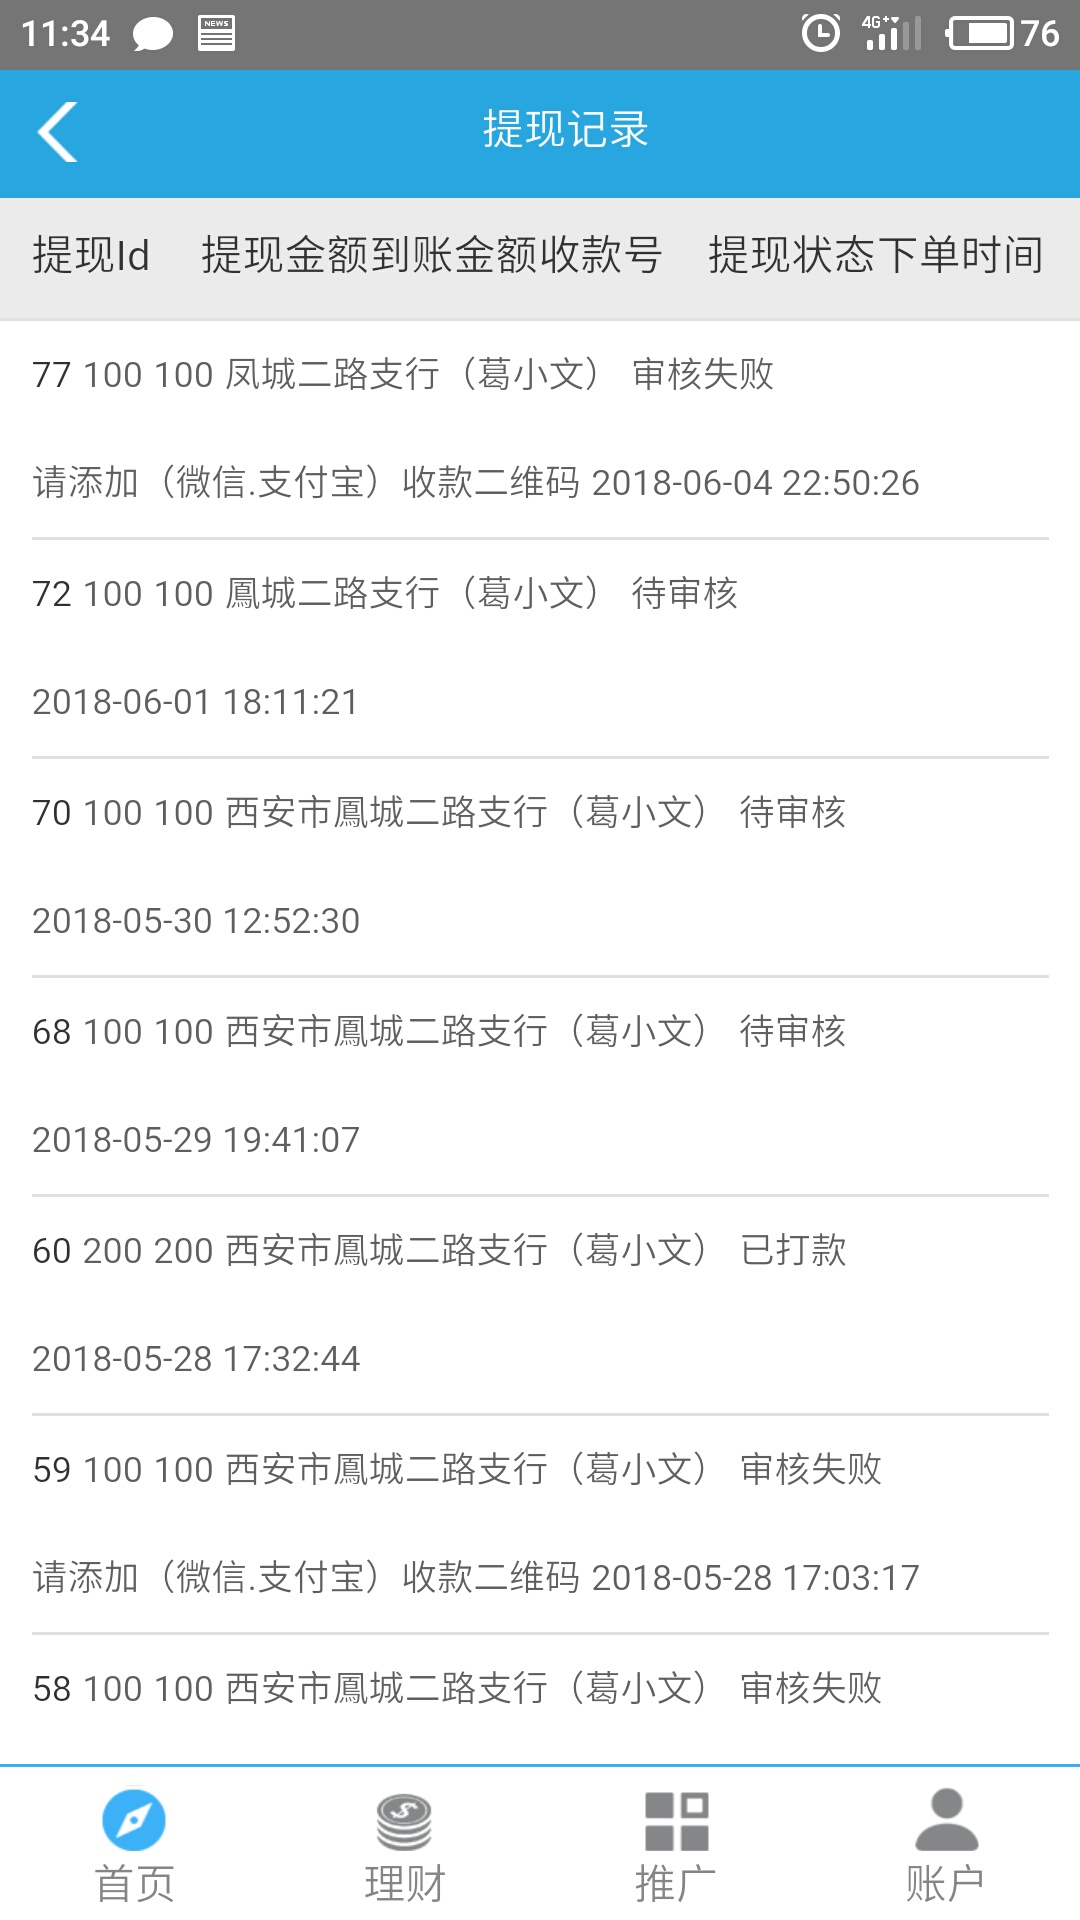 11:34 NEWS 4G+ 76
提现记录
提现Id 提现金额到账金额收款号 提现状态下单时间
77 100 100 凤城二路支行（葛小文） 审核失败
请添加（微信.支付宝）收款二维码 2018-06-04 22:50:26
72 100 100 鳳城二路支行（葛小文） 待审核
2018-06-01 18:11:21
70 100 100 西安市鳳城二路支行（葛小文） 待审核
2018-05-30 12:52:30
68 100 100 西安市鳳城二路支行（葛小文） 待审核
2018-05-29 19:41:07
60 200 200 西安市鳳城二路支行（葛小文） 已打款
2018-05-28 17:32:44
59 100 100 西安市鳳城二路支行（葛小文） 审核失败
请添加（微信.支付宝）收款二维码 2018-05-28 17:03:17
58 100 100 西安市鳳城二路支行（葛小文） 审核失败
首页 理财 推广 账户